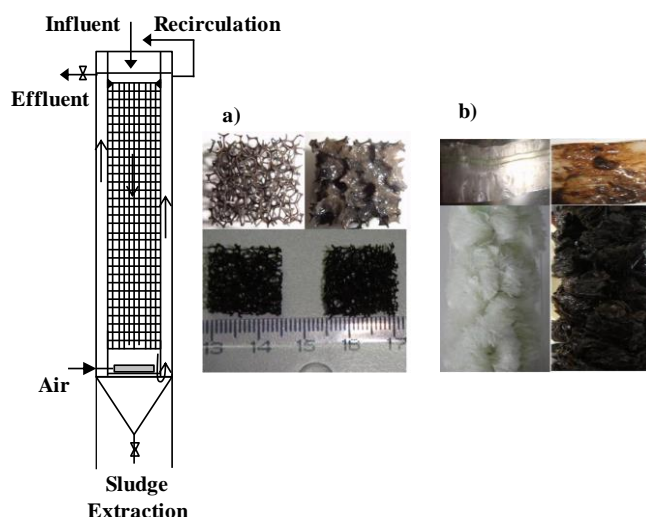 Influent
Recirculation
Effluent
a)
b)
13 14 15 16 17
Air
Sludge
Extraction